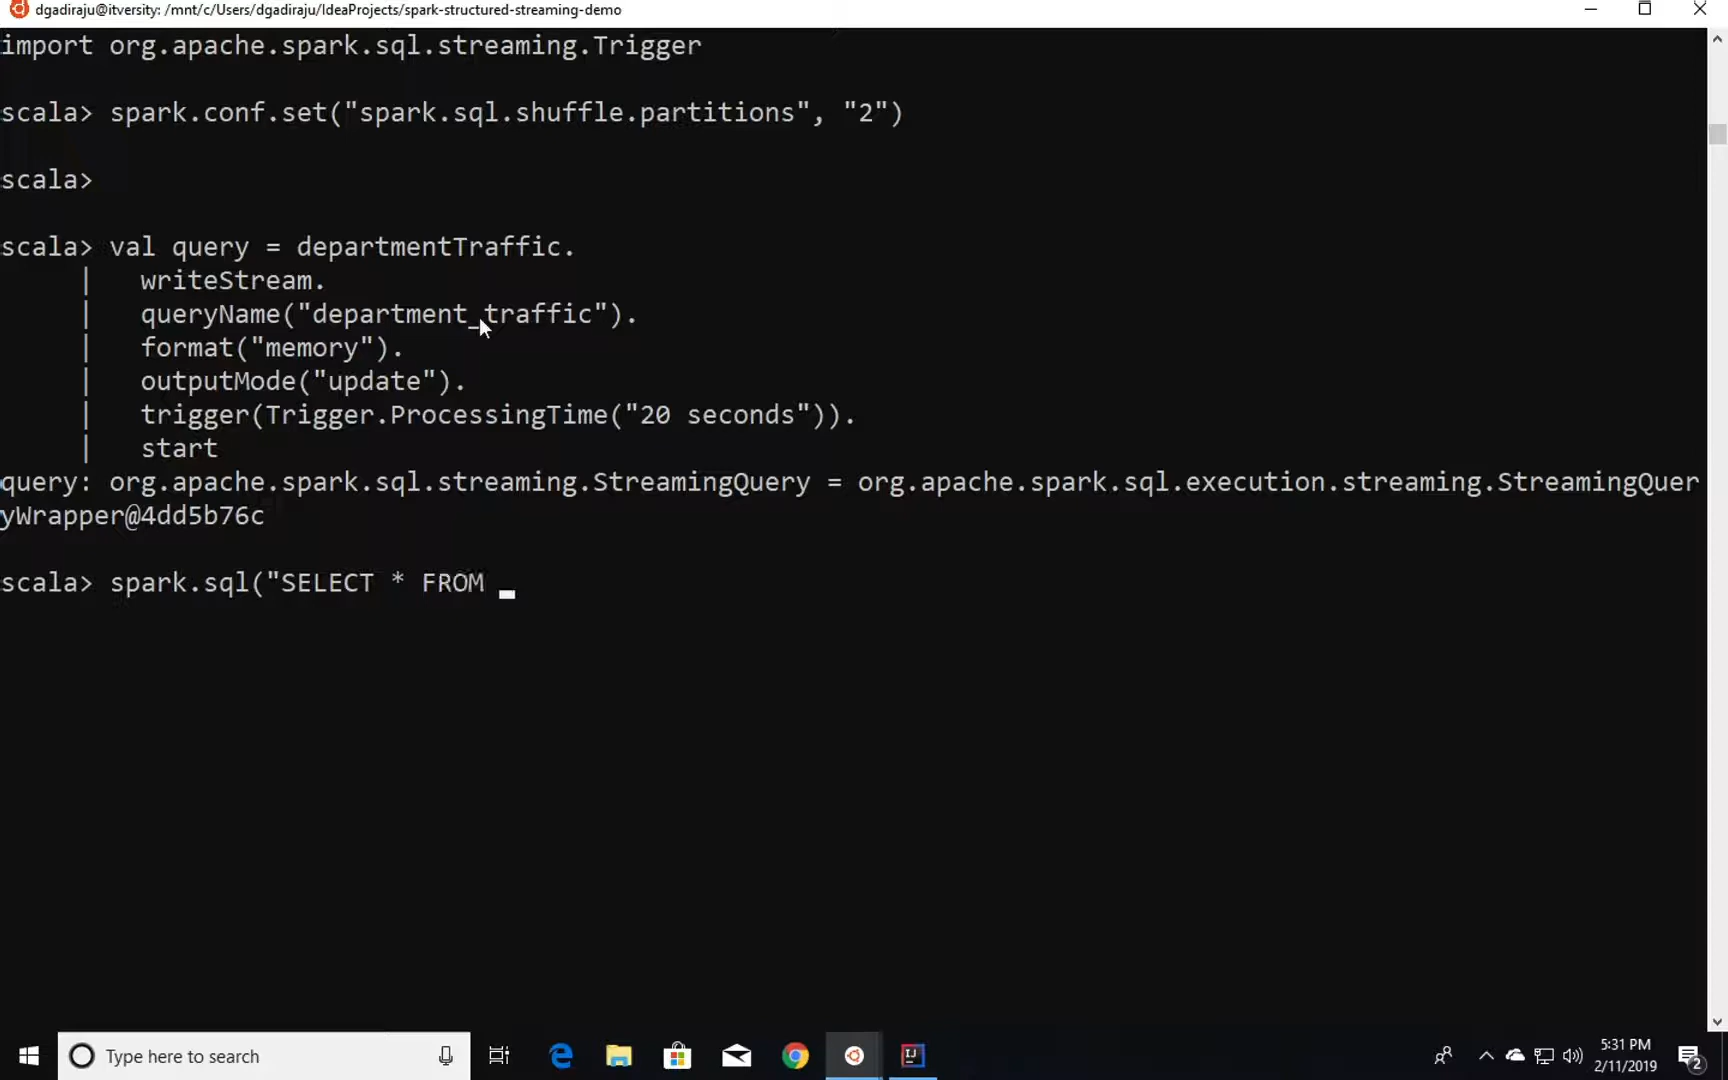 dgadiraju@itversity: /mnt/c/Users/dgadiraju/IdeaProjects/spark-structured-streaming-demo
import org.apache.spark.sql.streaming.Trigger
scala> spark.conf.set("spark.sql.shuffle.partitions", "2")
scala>
scala> val query = departmentTraffic.
| writeStream.
| queryName("department_traffic").
| format("memory").
| outputMode("update").
| trigger(Trigger.ProcessingTime("20 seconds")).
| start
query: org.apache.spark.sql.streaming.StreamingQuery = org.apache.spark.sql.execution.streaming.StreamingQuer
yWrapper@4dd5b76c
scala> spark.sql("SELECT * FROM _
Type here to search
5:31 PM
2/11/2019
2